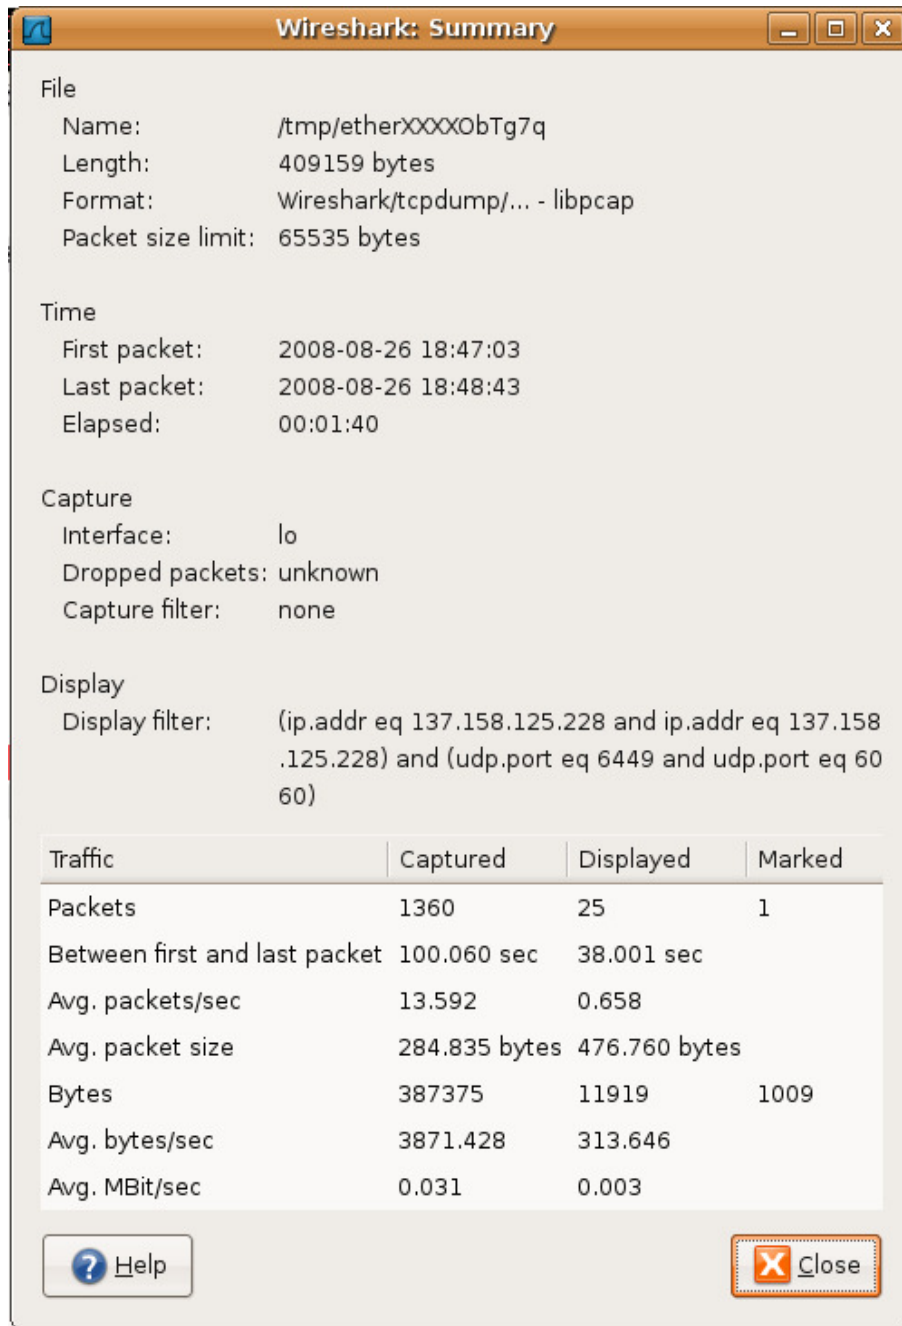 Wireshark: Summary
File
Name: /tmp/etherXXXXObTg7q
Length: 409159 bytes
Format: Wireshark/tcpdump/... - libpcap
Packet size limit: 65535 bytes
Time
First packet: 2008-08-26 18:47:03
Last packet: 2008-08-26 18:48:43
Elapsed: 00:01:40
Capture
Interface: lo
Dropped packets: unknown
Capture filter: none
Display
Display filter: (ip.addr eq 137.158.125.228 and ip.addr eq 137.158
.125.228) and (udp.port eq 6449 and udp.port eq 60
60)
Traffic Captured Displayed Marked
Packets 1360 25 1
Between first and last packet 100.060 sec 38.001 sec
Avg. packets/sec 13.592 0.658
Avg. packet size 284.835 bytes 476.760 bytes
Bytes 387375 11919 1009
Avg. bytes/sec 3871.428 313.646
Avg. MBit/sec 0.031 0.003
Help Close